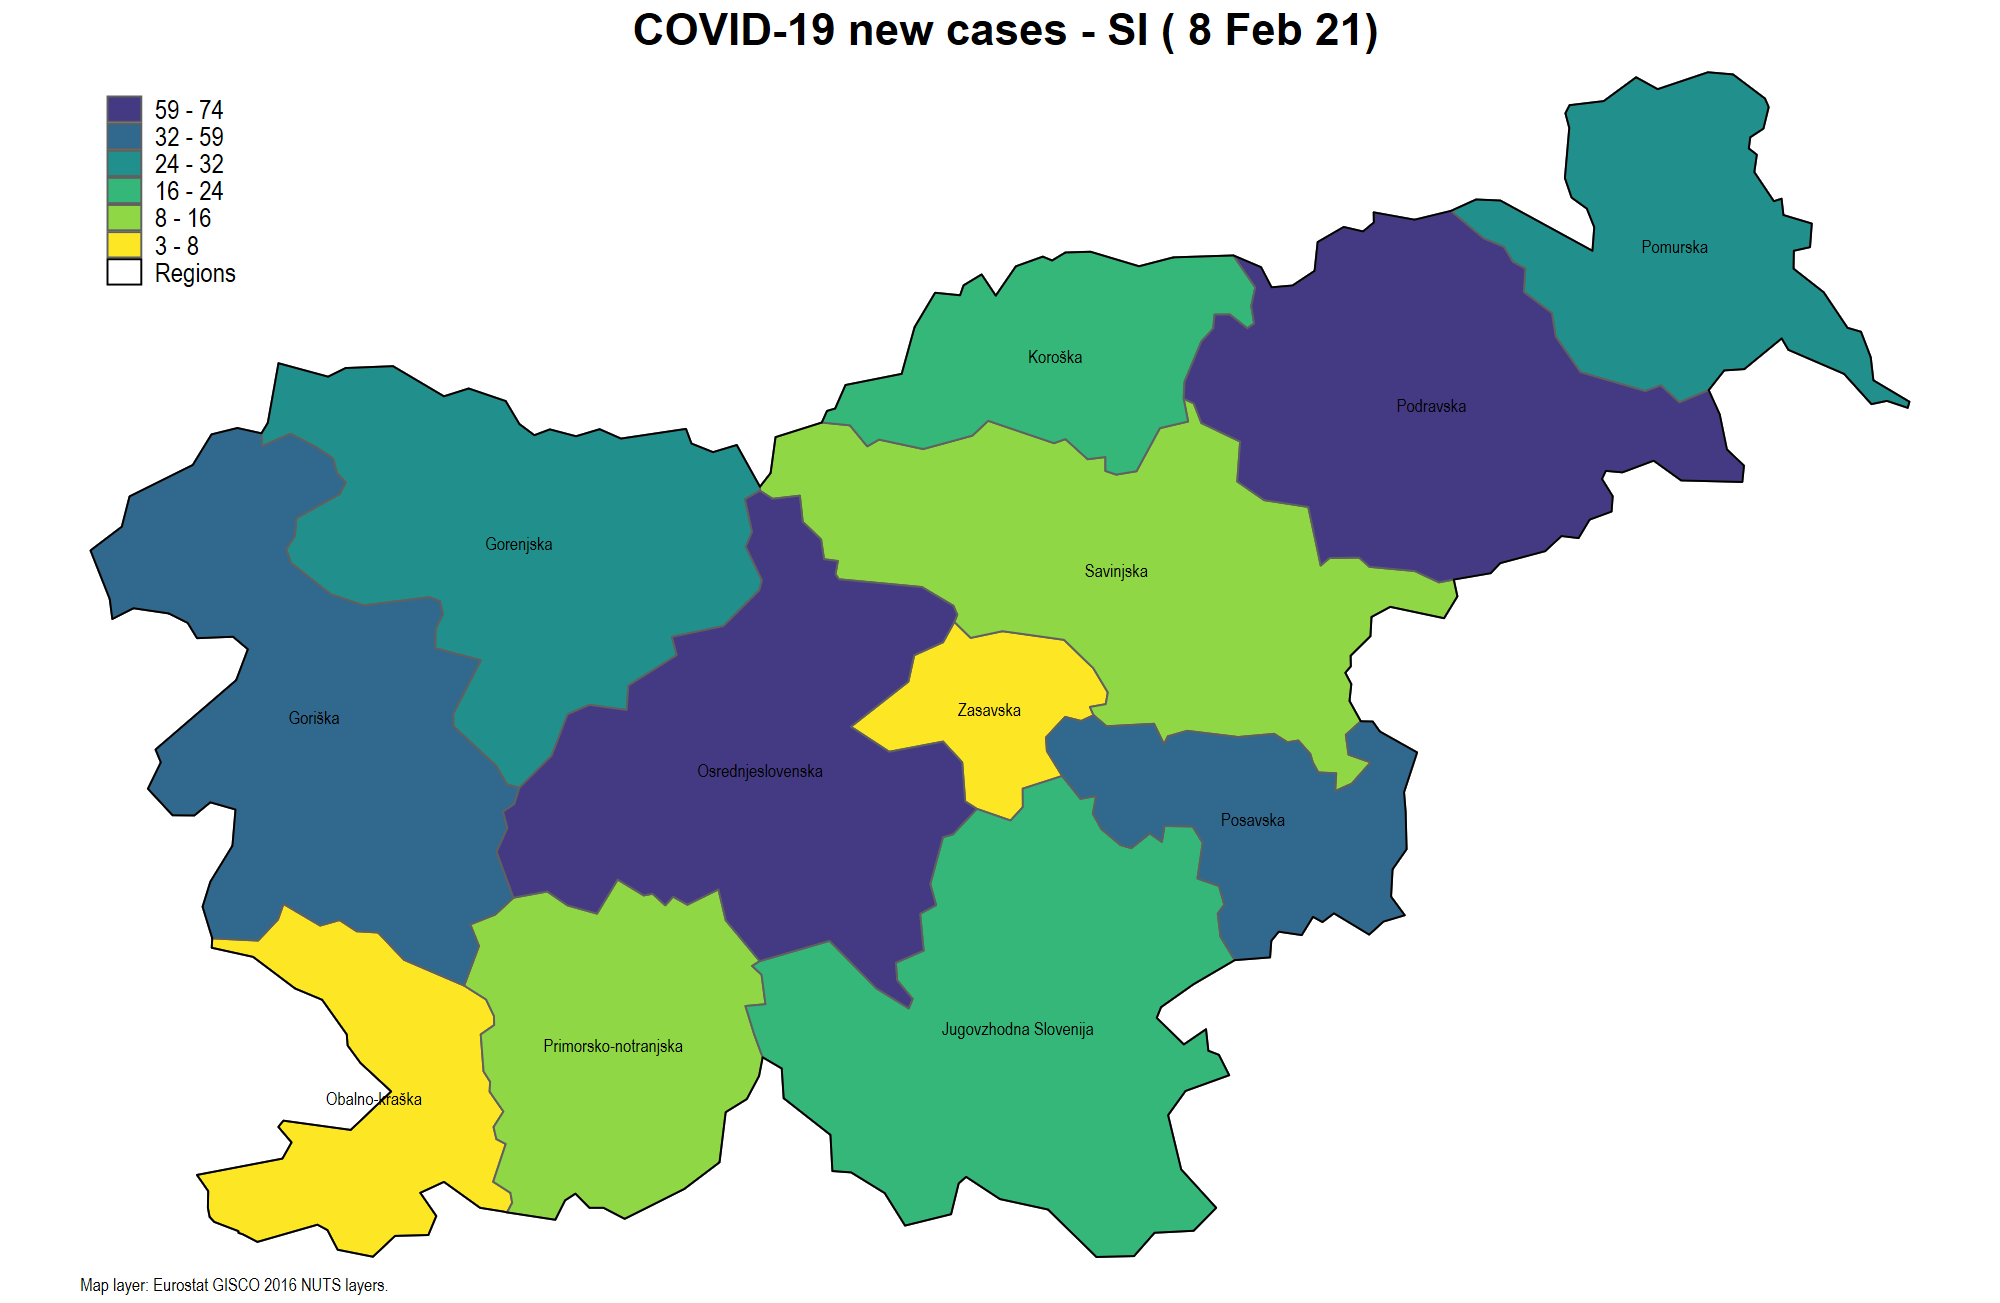 COVID-19 new cases - SI ( 8 Feb 21)
59 - 74
32 - 59
24 - 32
16 - 24
8 - 16
3 - 8
Regions
Pomurska
Koroška
Podravska
Gorenjska
Savinjska
Zasavska
Goriška
Osrednjeslovenska
Posavska
Jugovzhodna Slovenija
Primorsko-notranjska
Obalno-kraška
Map layer: Eurostat GISCO 2016 NUTS layers.